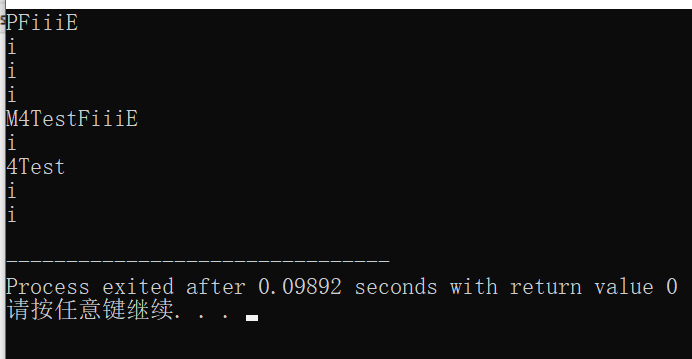 PFiiiE
i
i
i
M4TestFiiiE
i
4Test
i
i
--------------------------------
Process exited after 0.09892 seconds with return value 0
请按任意键继续. . .